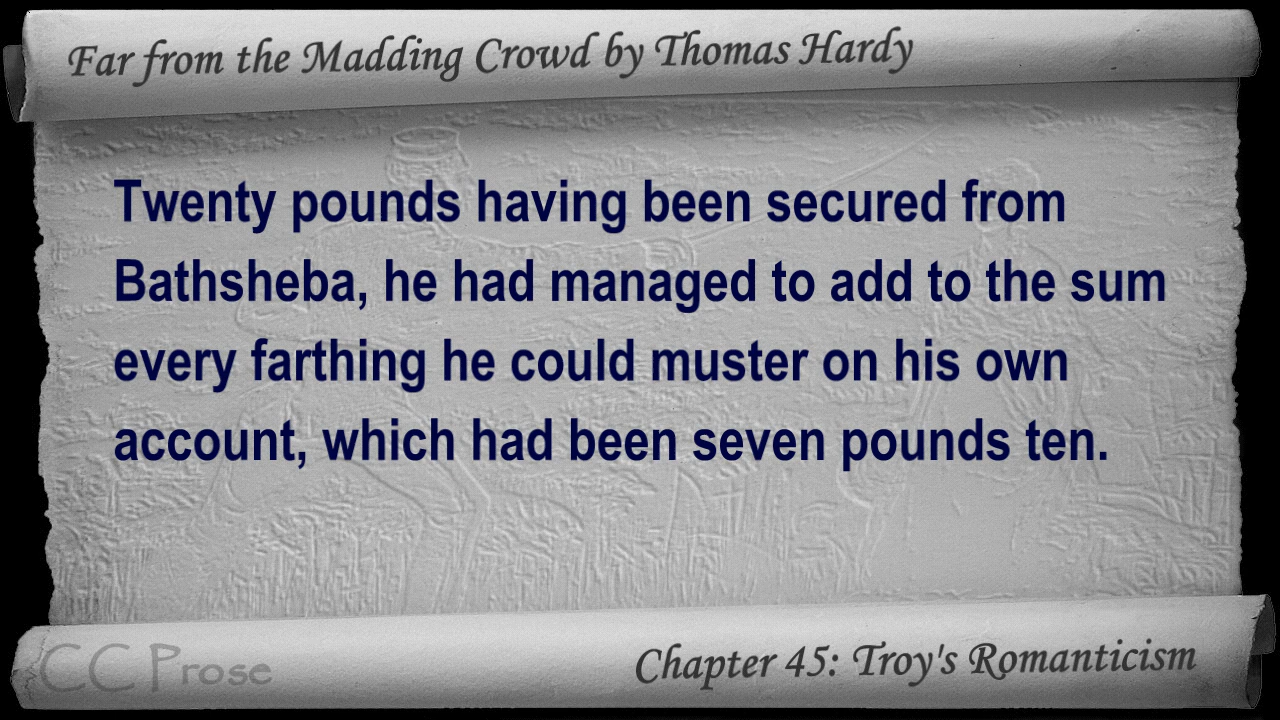 Far from the Madding Crowd by Thomas Hardy
Twenty pounds having been secured from
Bathsheba, he had managed to add to the sum
every farthing he could muster on his own
account, which had been seven pounds ten.
CC Prose
Chapter 45: Troy's Romanticism